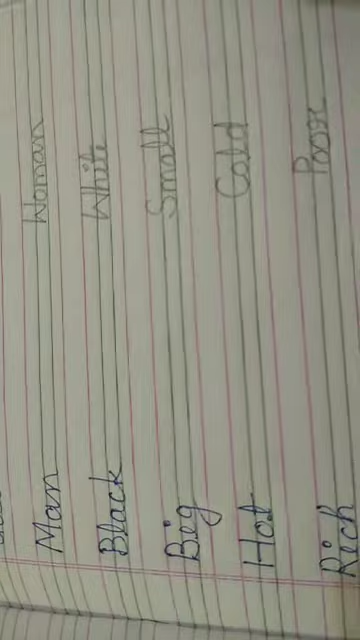 Man Woman
Black White
Big Small
Hot Cold
Rich Poor